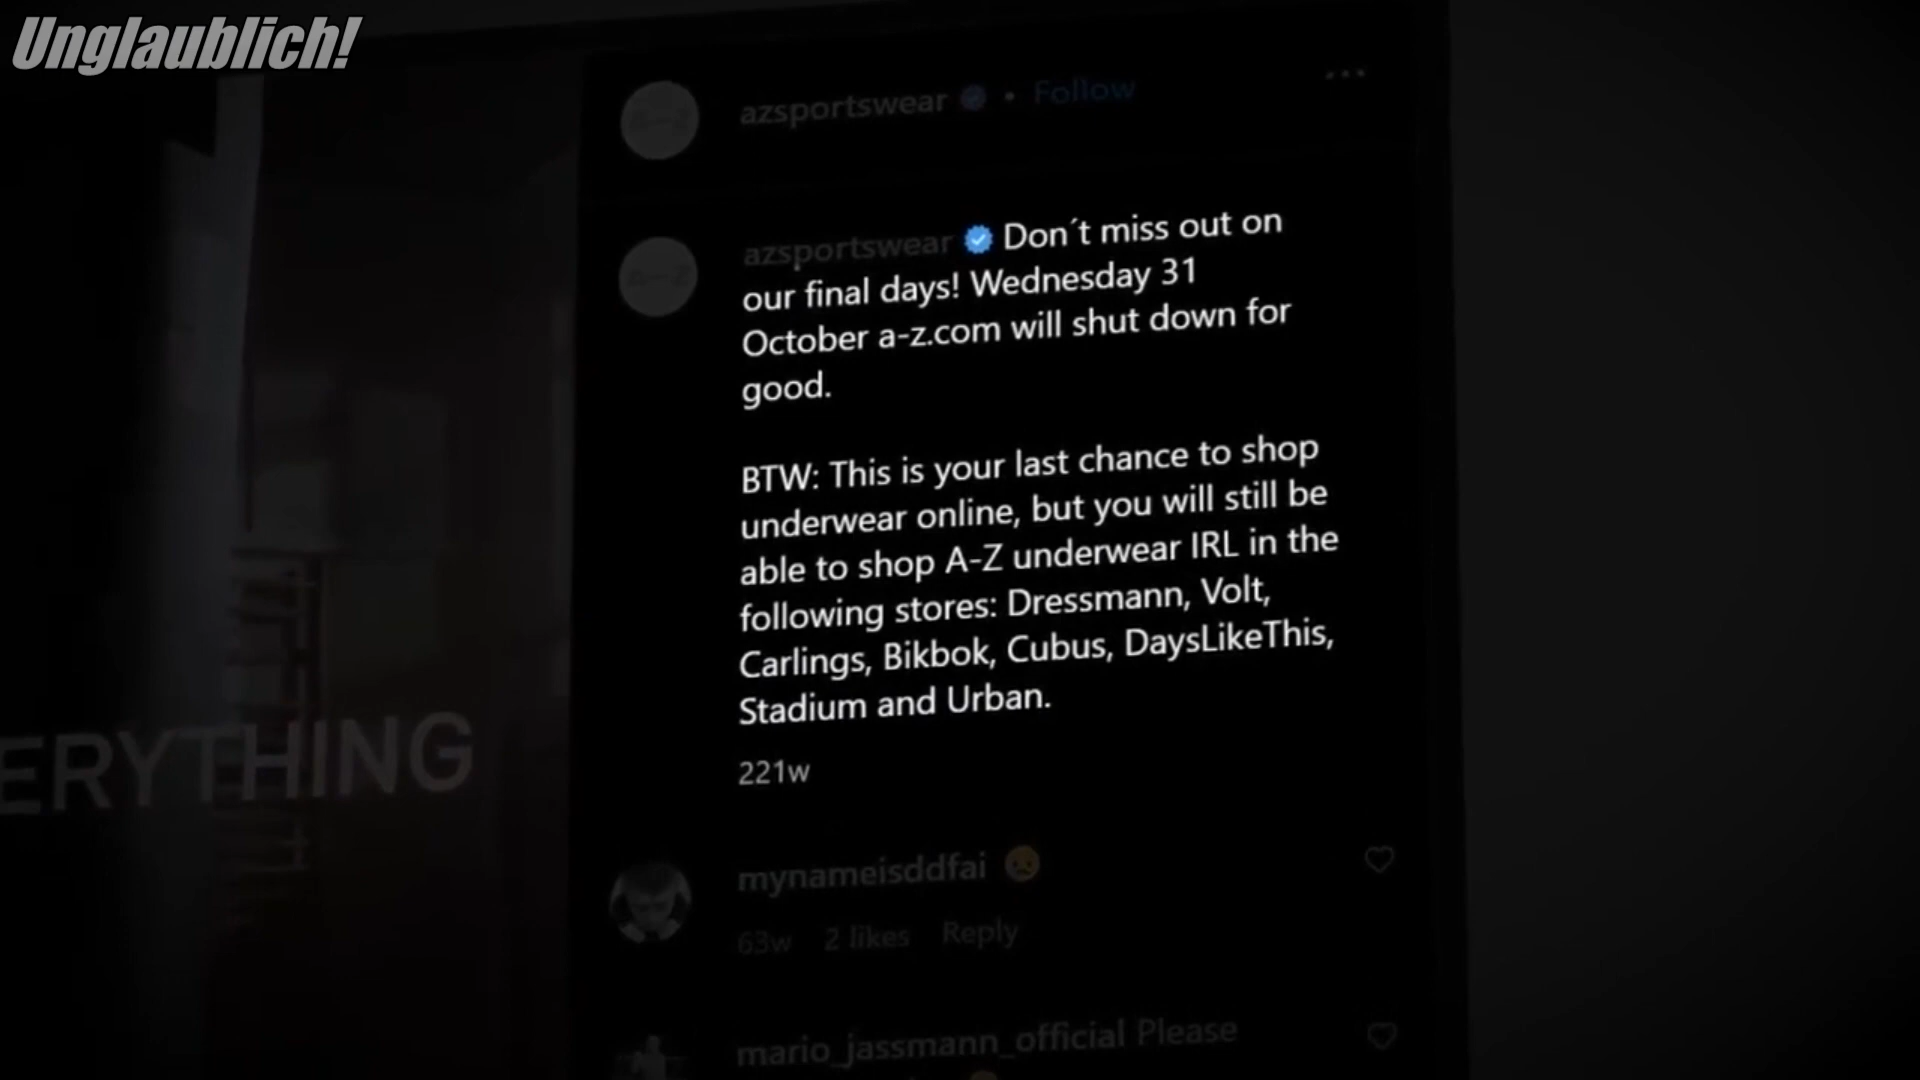 Unglaublich!
azsportswear • Follow
azsportswear Don´t miss out on
our final days! Wednesday 31
October a-z.com will shut down for
good.
BTW: This is your last chance to shop
underwear online, but you will still be
able to shop A-Z underwear IRL in the
following stores: Dressmann, Volt,
Carlings, Bikbok, Cubus, DaysLikeThis,
Stadium and Urban.
221w
ERYTHING
mynameisddfai
63w 2 likes Reply
mario_jassmann_official Please